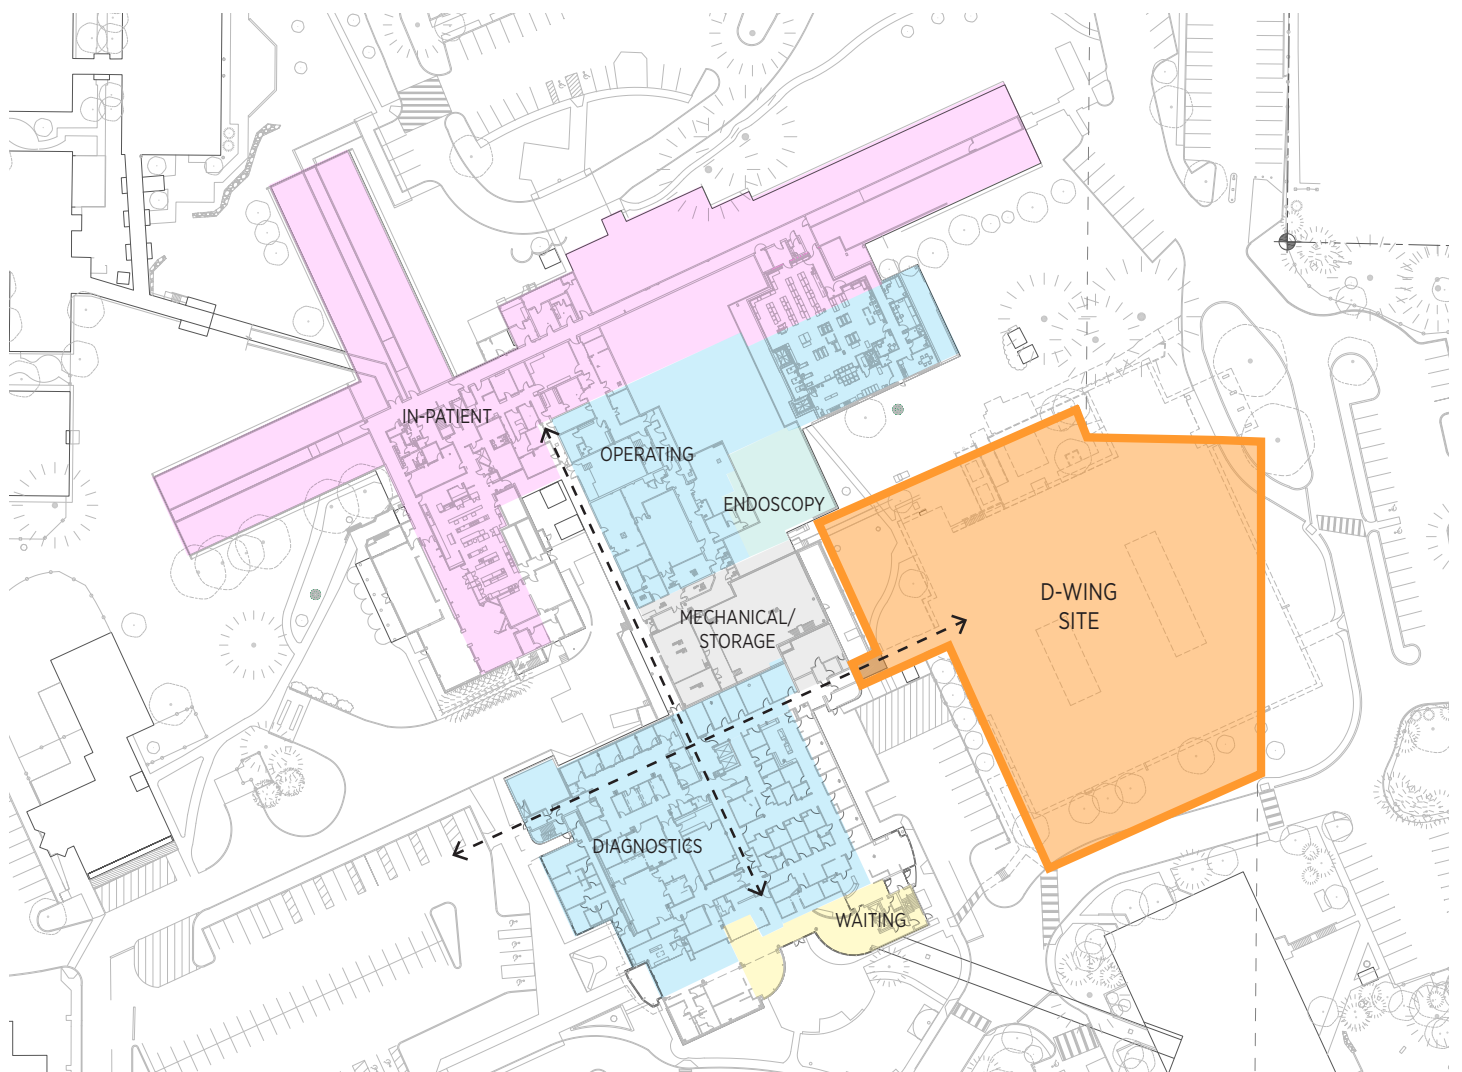 IN-PATIENT
OPERATING
ENDOSCOPY
D-WING
SITE
MECHANICAL/
STORAGE
DIAGNOSTICS
WAITING